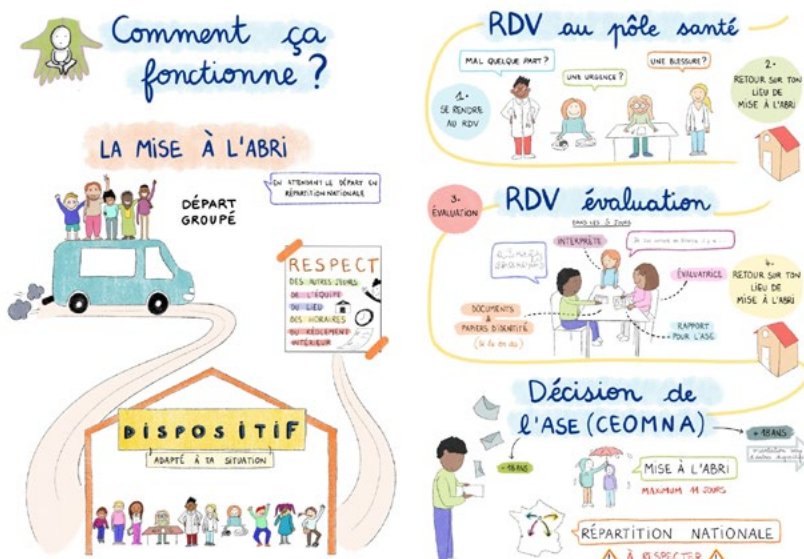 Comment ça
fonctionne ?
LA MISE À L'ABRI
DÉPART
GROUPÉ
EN ATTENDANT LE DÉPART EN
RÉPARTITION NATIONALE
RESPECT
DES AUTRES JEUNES
DE L'ÉQUIPE
DU LIEU
DES HORAIRES
DU RÈGLEMENT
INTÉRIEUR
DISPOSITIF
ADAPTÉ À TA SITUATION
RDV au pôle santé
MAL QUELQUE PART ?
UNE URGENCE ?
UNE BLESSURE ?
1.
SE RENDRE
AU RDV
2.
RETOUR SUR TON
LIEU DE
MISE À L'ABRI
3.
ÉVALUATION
RDV évaluation
DANS LES 5 JOURS
INTERPRÈTE
ÉVALUATRICE
DOCUMENTS
&
PAPIERS D'IDENTITÉ
(si tu en as)
RAPPORT
POUR L'ASE
4.
RETOUR SUR TON
LIEU DE
MISE À L'ABRI
Décision de
l'ASE (CEOMNA)
- 18 ANS
+ 18 ANS
MISE À L'ABRI
MAXIMUM 11 JOURS
RÉPARTITION NATIONALE
À RESPECTER